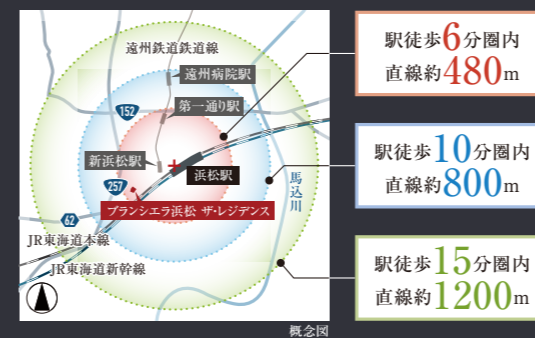 遠州鉄道鉄道線
遠州病院駅
第一通り駅
152
新浜松駅
浜松駅
257
馬込川
ブランシエラ浜松 ザ・レジデンス
62
JR東海道本線
JR東海道新幹線
概念図
駅徒歩6分圏内
直線約480m
駅徒歩10分圏内
直線約800m
駅徒歩15分圏内
直線約1200m